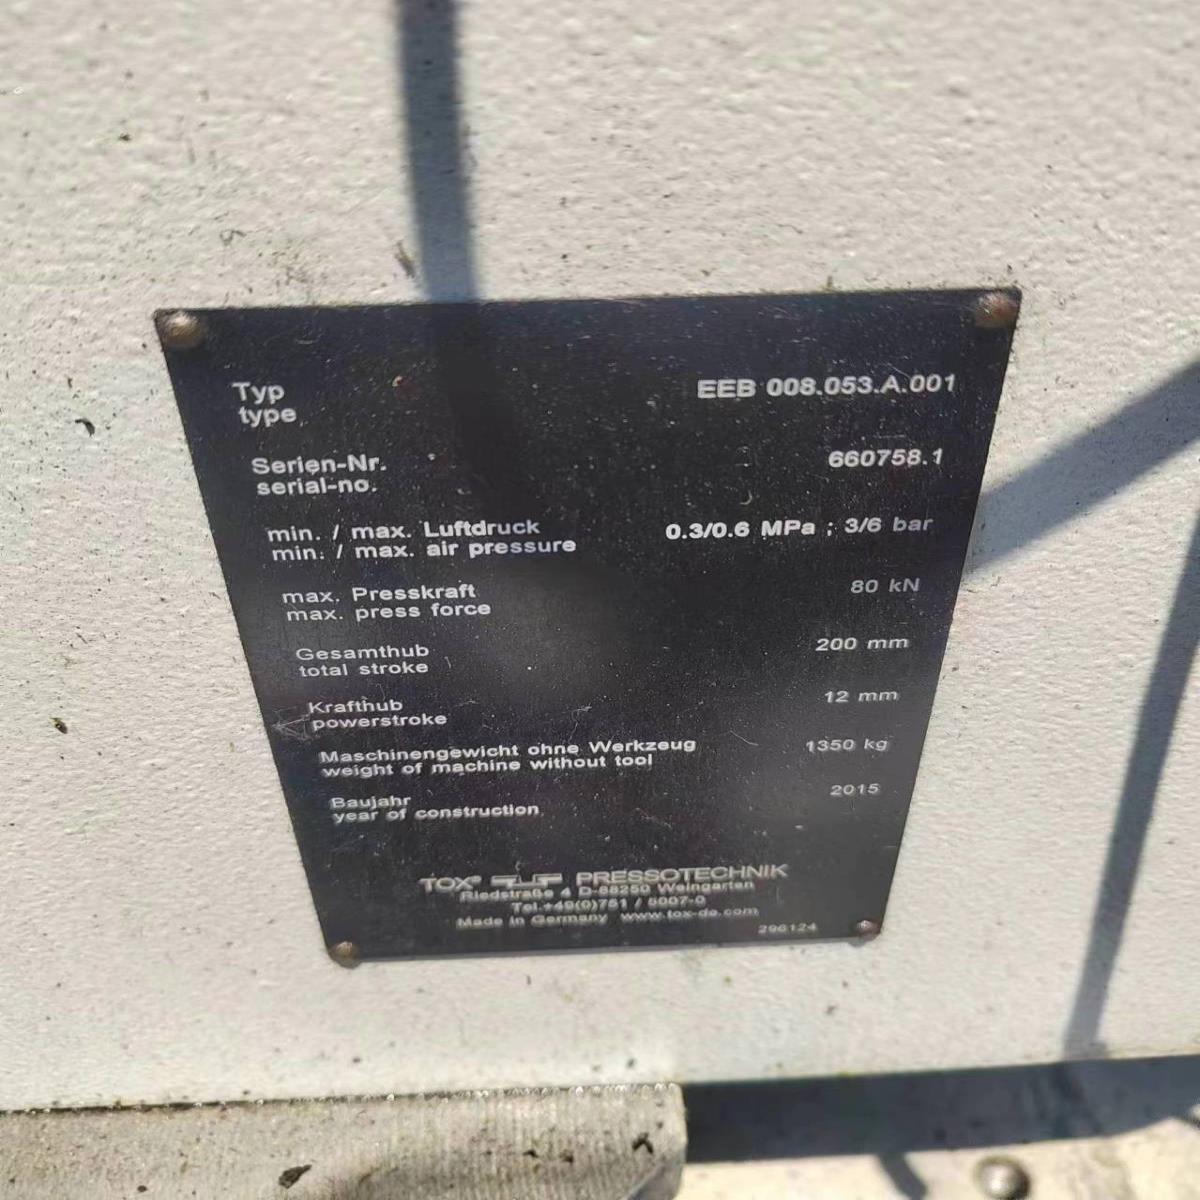 Typ
type
EEB 008.053.A.001
Serien-Nr.
serial-no.
660758.1
min. / max. Luftdruck
min. / max. air pressure
0.3/0.6 MPa ; 3/6 bar
max. Presskraft
max. press force
80 kN
Gesamthub
total stroke
200 mm
Krafthub
powerstroke
12 mm
Maschinengewicht ohne Werkzeug
weight of machine without tool
1350 kg
Baujahr
year of construction
2015
TOX® PRESSOTECHNIK
Riedstraße 4 D-88250 Weingarten
Tel.+49(0)751 / 5007-0
Made in Germany www.tox-de.com
296124